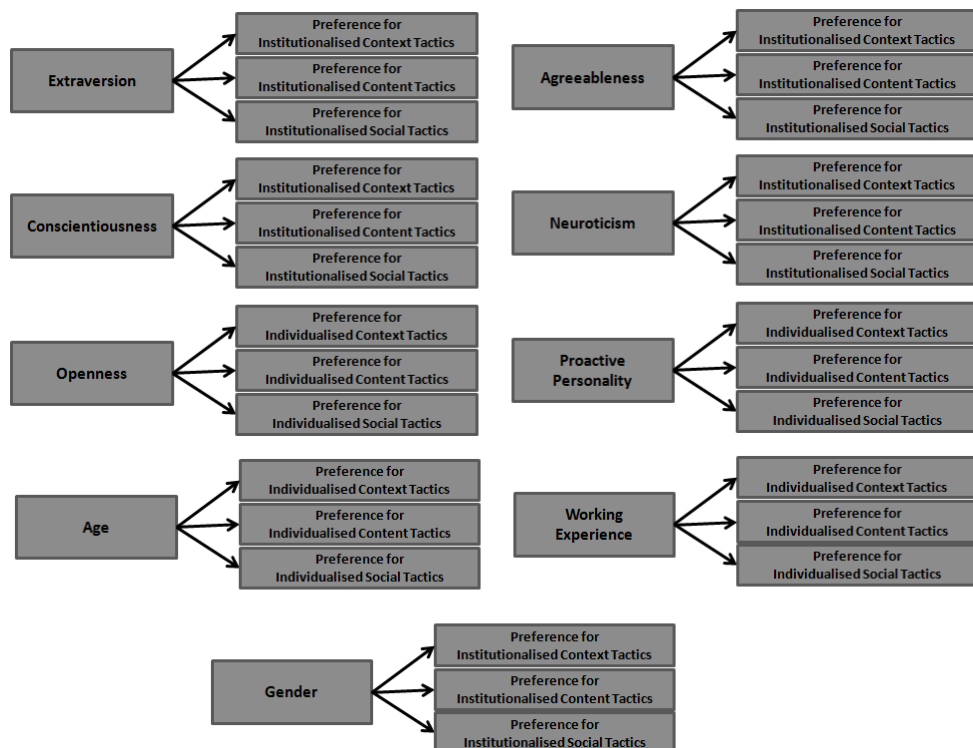 Extraversion
Preference for
Institutionalised Context Tactics
Preference for
Institutionalised Content Tactics
Preference for
Institutionalised Social Tactics
Agreeableness
Preference for
Institutionalised Context Tactics
Preference for
Institutionalised Content Tactics
Preference for
Institutionalised Social Tactics
Conscientiousness
Preference for
Institutionalised Context Tactics
Preference for
Institutionalised Content Tactics
Preference for
Institutionalised Social Tactics
Neuroticism
Preference for
Institutionalised Context Tactics
Preference for
Institutionalised Content Tactics
Preference for
Institutionalised Social Tactics
Openness
Preference for
Individualised Context Tactics
Preference for
Individualised Content Tactics
Preference for
Individualised Social Tactics
Proactive
Personality
Preference for
Individualised Context Tactics
Preference for
Individualised Content Tactics
Preference for
Individualised Social Tactics
Age
Preference for
Individualised Context Tactics
Preference for
Individualised Content Tactics
Preference for
Individualised Social Tactics
Working
Experience
Preference for
Individualised Context Tactics
Preference for
Individualised Content Tactics
Preference for
Individualised Social Tactics
Gender
Preference for
Institutionalised Context Tactics
Preference for
Institutionalised Content Tactics
Preference for
Institutionalised Social Tactics